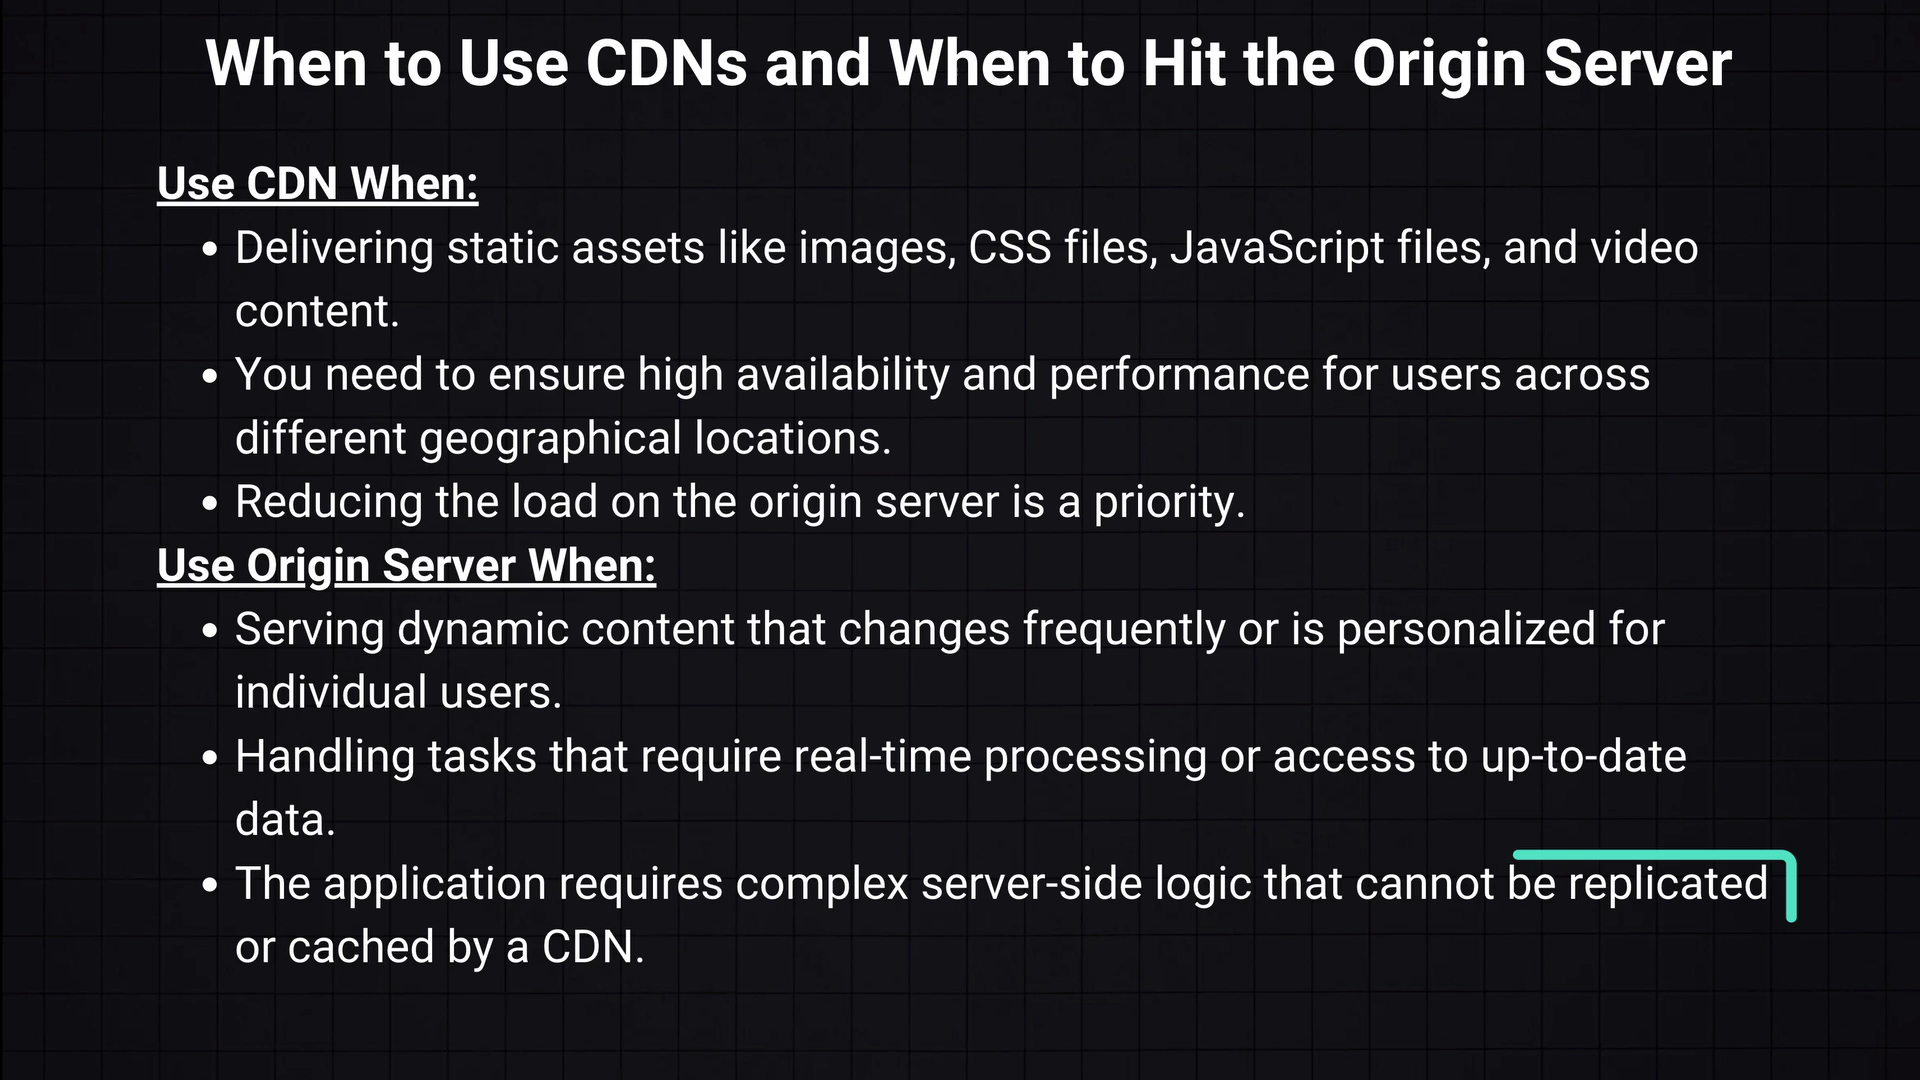 When to Use CDNs and When to Hit the Origin Server
Use CDN When:
• Delivering static assets like images, CSS files, JavaScript files, and video
content.
• You need to ensure high availability and performance for users across
different geographical locations.
• Reducing the load on the origin server is a priority.
Use Origin Server When:
• Serving dynamic content that changes frequently or is personalized for
individual users.
• Handling tasks that require real-time processing or access to up-to-date
data.
• The application requires complex server-side logic that cannot be replicated
or cached by a CDN.